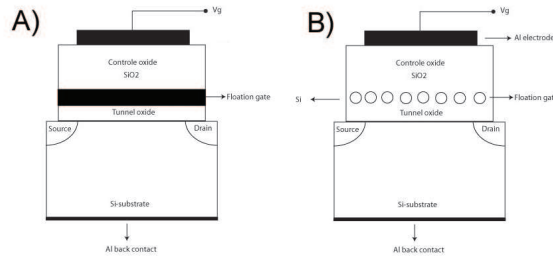 A)
Vg
Controle oxide
SiO2
Floation gate
Tunnel oxide
Source
Drain
Si-substrate
Al back contact
B)
Vg
Al electrode
Controle oxide
SiO2
Si
Floation gat
Tunnel oxide
Source
Drain
Si-substrate
Al back contact